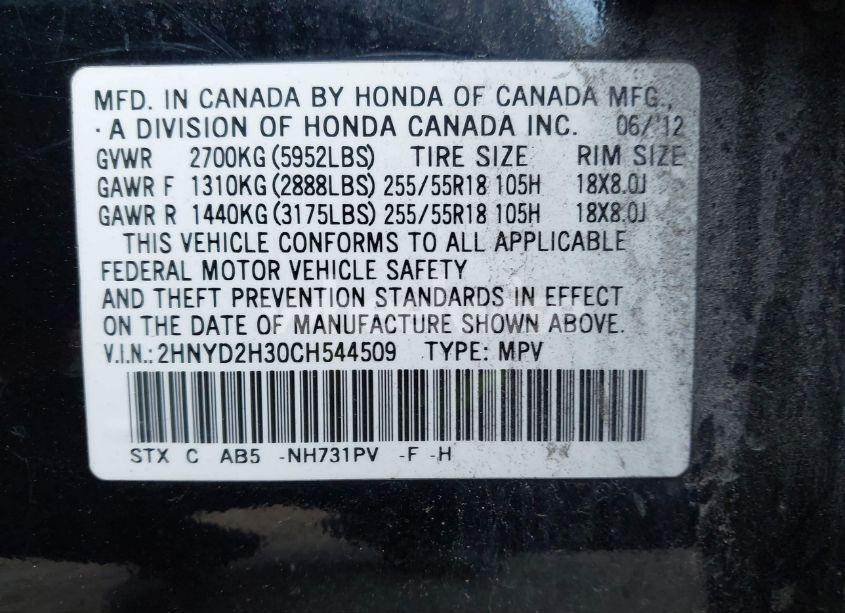 MFD. IN CANADA BY HONDA OF CANADA MFG.,
·A DIVISION OF HONDA CANADA INC. 06/'12
GVWR 2700KG (5952LBS) TIRE SIZE RIM SIZE
GAWR F 1310KG (2888LBS) 255/55R18 105H 18X8.0J
GAWR R 1440KG (3175LBS) 255/55R18 105H 18X8.0J
THIS VEHICLE CONFORMS TO ALL APPLICABLE
FEDERAL MOTOR VEHICLE SAFETY
AND THEFT PREVENTION STANDARDS IN EFFECT
ON THE DATE OF MANUFACTURE SHOWN ABOVE.
V.I.N.: 2HNYD2H30CH544509 TYPE: MPV
STX C AB5 -NH731PV -F -H